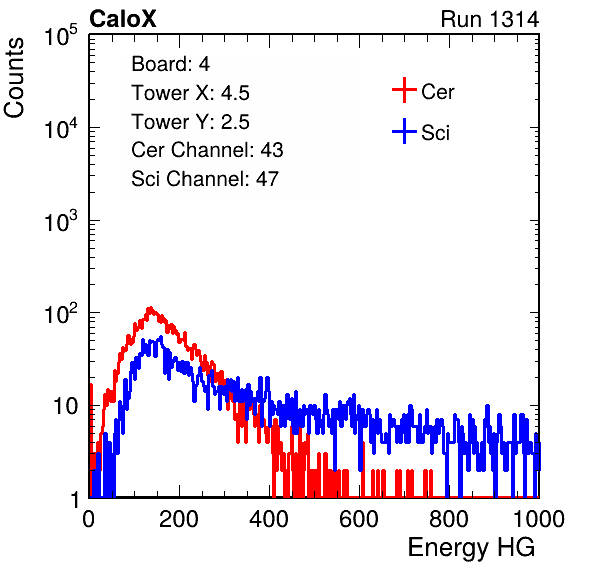 CaloX Run 1314
Counts
Board: 4
Tower X: 4.5
Tower Y: 2.5
Cer Channel: 43
Sci Channel: 47
Cer
Sci
10^5
10^4
10^3
10^2
10
1
0 200 400 600 800 1000
Energy HG